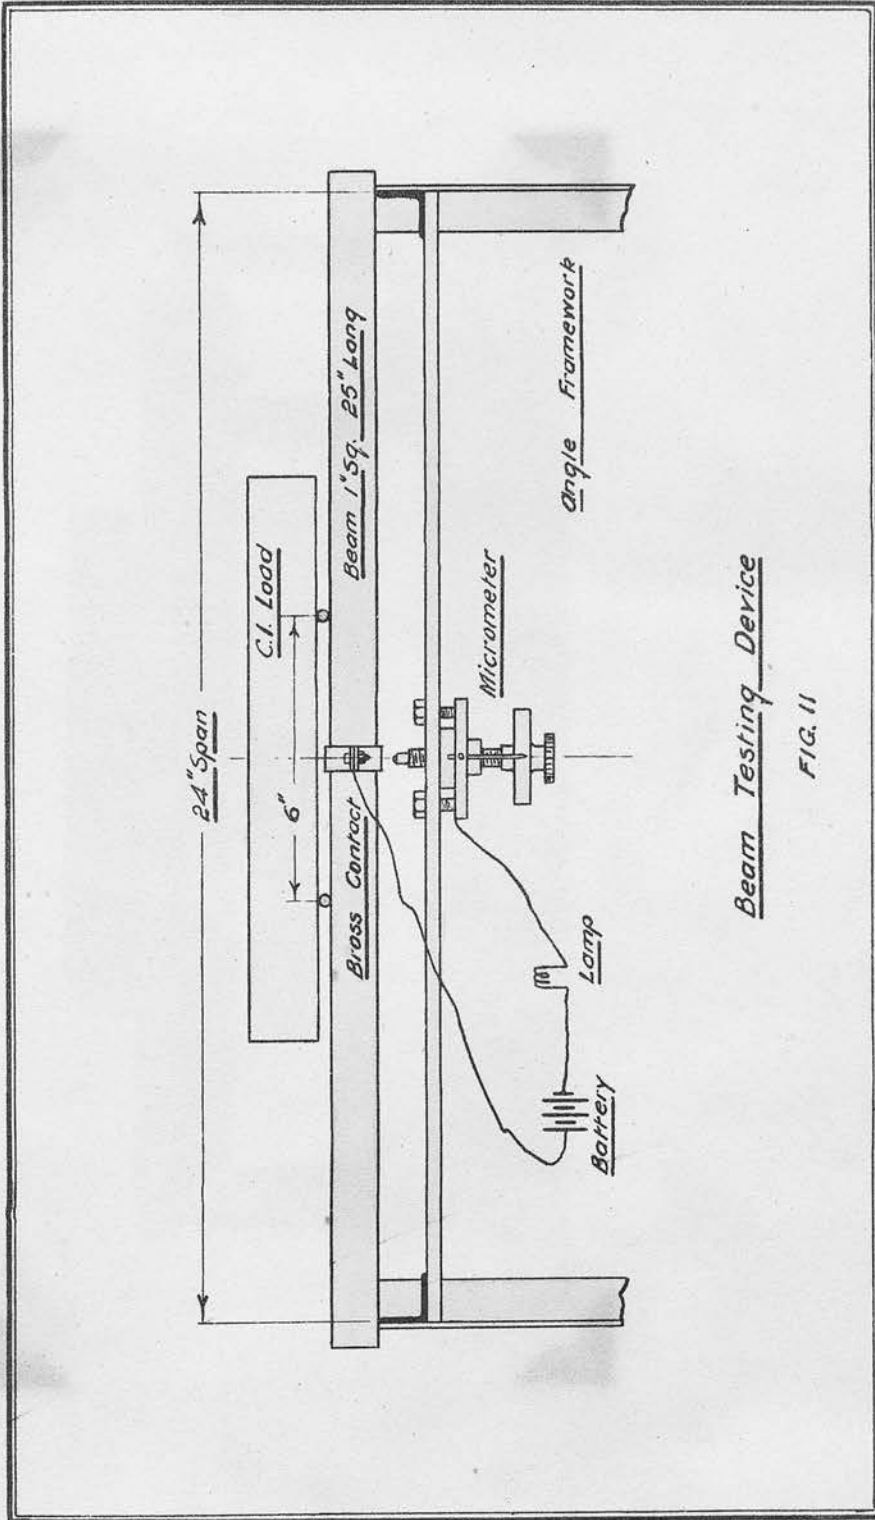 24" Span
C.I. Load
6"
Beam 1" Sq. 25" Long
Brass Contact
Micrometer
Angle Framework
Lamp
Battery
Beam Testing Device
FIG. 11